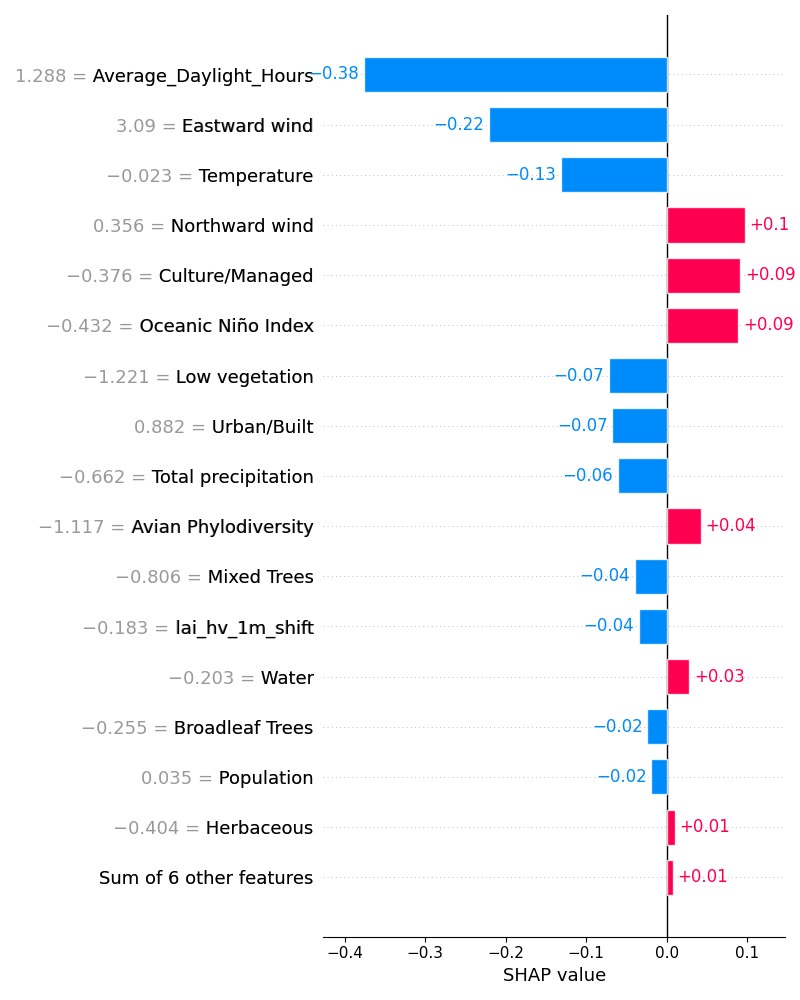 1.288 = Average_Daylight_Hours −0.38
3.09 = Eastward wind −0.22
−0.023 = Temperature −0.13
0.356 = Northward wind +0.1
−0.376 = Culture/Managed +0.09
−0.432 = Oceanic Niño Index +0.09
−1.221 = Low vegetation −0.07
0.882 = Urban/Built −0.07
−0.662 = Total precipitation −0.06
−1.117 = Avian Phylodiversity +0.04
−0.806 = Mixed Trees −0.04
−0.183 = lai_hv_1m_shift −0.04
−0.203 = Water +0.03
−0.255 = Broadleaf Trees −0.02
0.035 = Population −0.02
−0.404 = Herbaceous +0.01
Sum of 6 other features +0.01
−0.4 −0.3 −0.2 −0.1 0.0 0.1
SHAP value